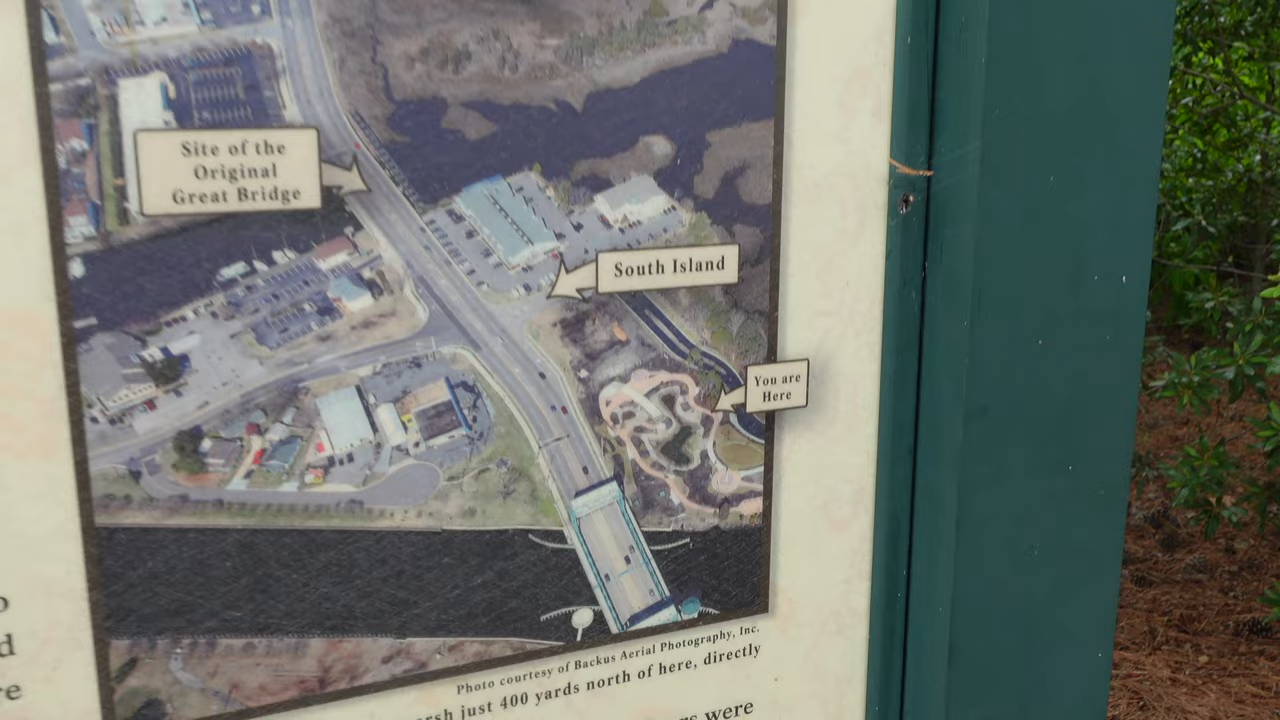 Site of the
Original
Great Bridge
South Island
You are
Here
Photo courtesy of Backus Aerial Photography, Inc.
just 400 yards north of here, directly
were